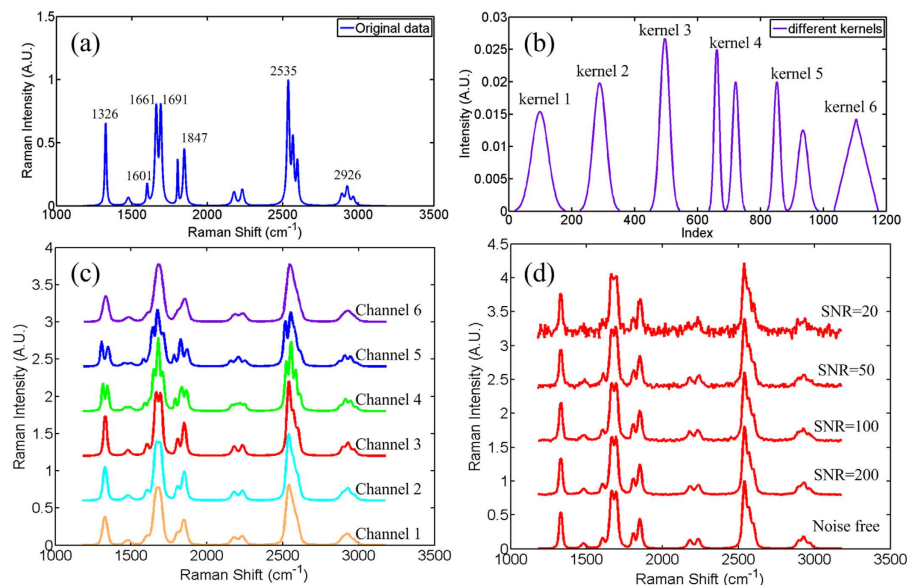 (a)
Original data
1326
1601
1661
1691
1847
2535
2926
1.5
1
0.5
0
1000
1500
2000
2500
3000
3500
Raman Intensity (A.U.)
Raman Shift (cm-1)
(b)
different kernels
kernel 1
kernel 2
kernel 3
kernel 4
kernel 5
kernel 6
0.03
0.025
0.02
0.015
0.01
0.005
0
0
200
400
600
800
1000
1200
Intensity (A.U.)
Index
(c)
Channel 6
Channel 5
Channel 4
Channel 3
Channel 2
Channel 1
4
3.5
3
2.5
2
1.5
1
0.5
0
1000
1500
2000
2500
3000
3500
Raman Intensity (A.U.)
Raman Shift (cm-1)
(d)
SNR=20
SNR=50
SNR=100
SNR=200
Noise free
4.5
4
3.5
3
2.5
2
1.5
1
0.5
0
1000
1500
2000
2500
3000
3500
Raman Intensity (A.U.)
Raman Shift (cm-1)